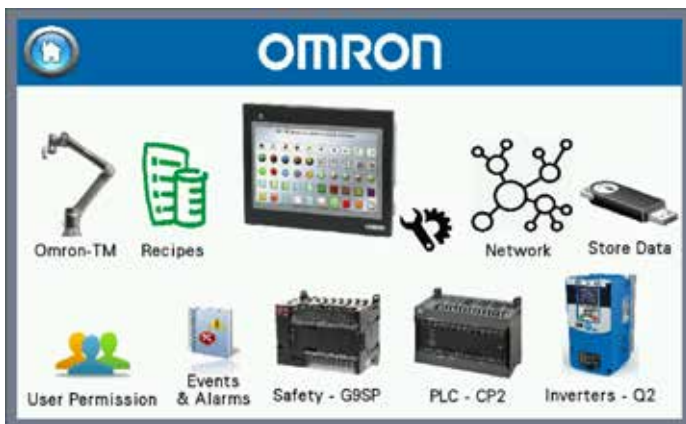 OMRON
Omron-TM
Recipes
Network
Store Data
User Permission
Events
& Alarms
Safety - G9SP
PLC - CP2
Inverters - Q2